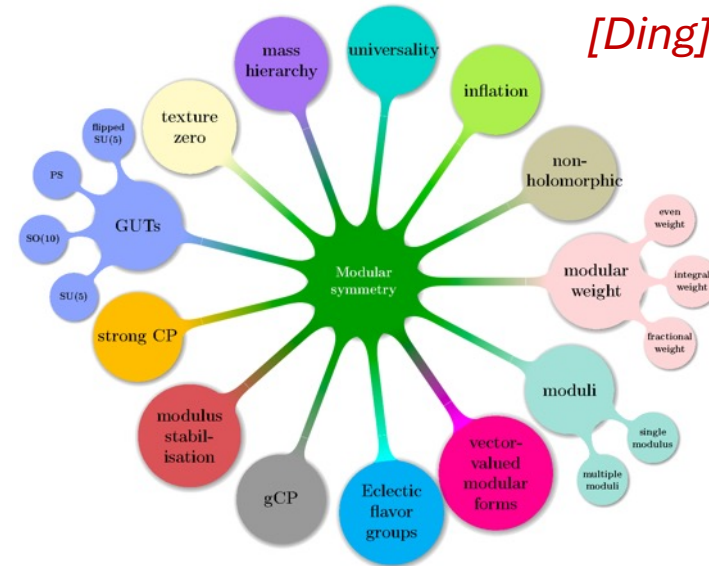 [Ding]
mass
hierarchy
universality
inflation
texture
zero
non-
holomorphic
flipped
SU(5)
PS
SO(10)
SU(5)
GUTs
Modular
symmetry
modular
weight
even
weight
integral
weight
fractional
weight
strong CP
moduli
single
modulus
multiple
moduli
modulus
stabil-
isation
gCP
Eclectic
flavor
groups
vector-
valued
modular
forms